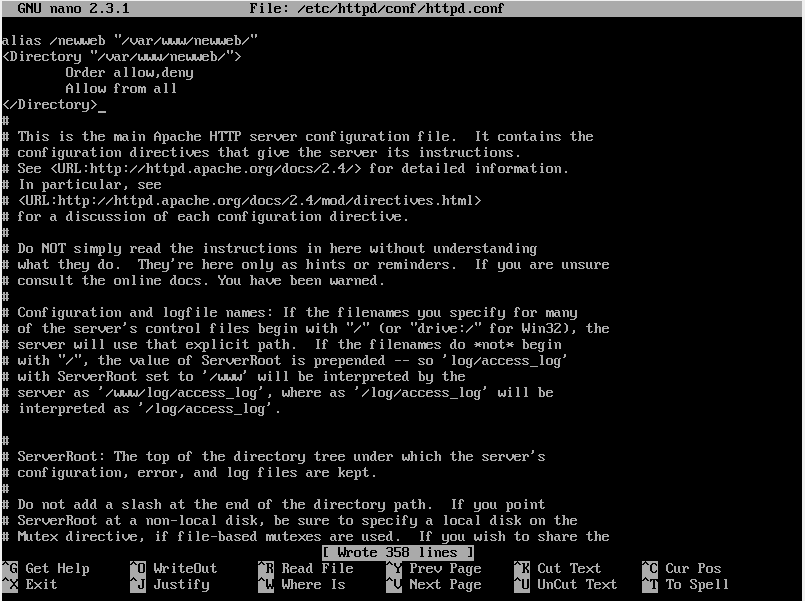 GNU nano 2.3.1 File: /etc/httpd/conf/httpd.conf
alias /newweb "/var/www/newweb/"
<Directory "/var/www/newweb/">
Order allow,deny
Allow from all
</Directory>_
#
# This is the main Apache HTTP server configuration file.  It contains the
# configuration directives that give the server its instructions.
# See <URL:http://httpd.apache.org/docs/2.4/> for detailed information.
# In particular, see
# <URL:http://httpd.apache.org/docs/2.4/mod/directives.html>
# for a discussion of each configuration directive.
#
# Do NOT simply read the instructions in here without understanding
# what they do.  They're here only as hints or reminders.  If you are unsure
# consult the online docs. You have been warned.
#
# Configuration and logfile names: If the filenames you specify for many
# of the server's control files begin with "/" (or "drive:/" for Win32), the
# server will use that explicit path.  If the filenames do *not* begin
# with "/", the value of ServerRoot is prepended -- so 'log/access_log'
# with ServerRoot set to '/www' will be interpreted by the
# server as '/www/log/access_log', where as '/log/access_log' will be
# interpreted as '/log/access_log'.
#
# ServerRoot: The top of the directory tree under which the server's
# configuration, error, and log files are kept.
#
# Do not add a slash at the end of the directory path.  If you point
# ServerRoot at a non-local disk, be sure to specify a local disk on the
# Mutex directive, if file-based mutexes are used.  If you wish to share the
[ Wrote 358 lines ]
^G Get Help ^O WriteOut ^R Read File ^Y Prev Page ^K Cut Text ^C Cur Pos
^X Exit ^J Justify ^W Where Is ^V Next Page ^U UnCut Text ^T To Spell